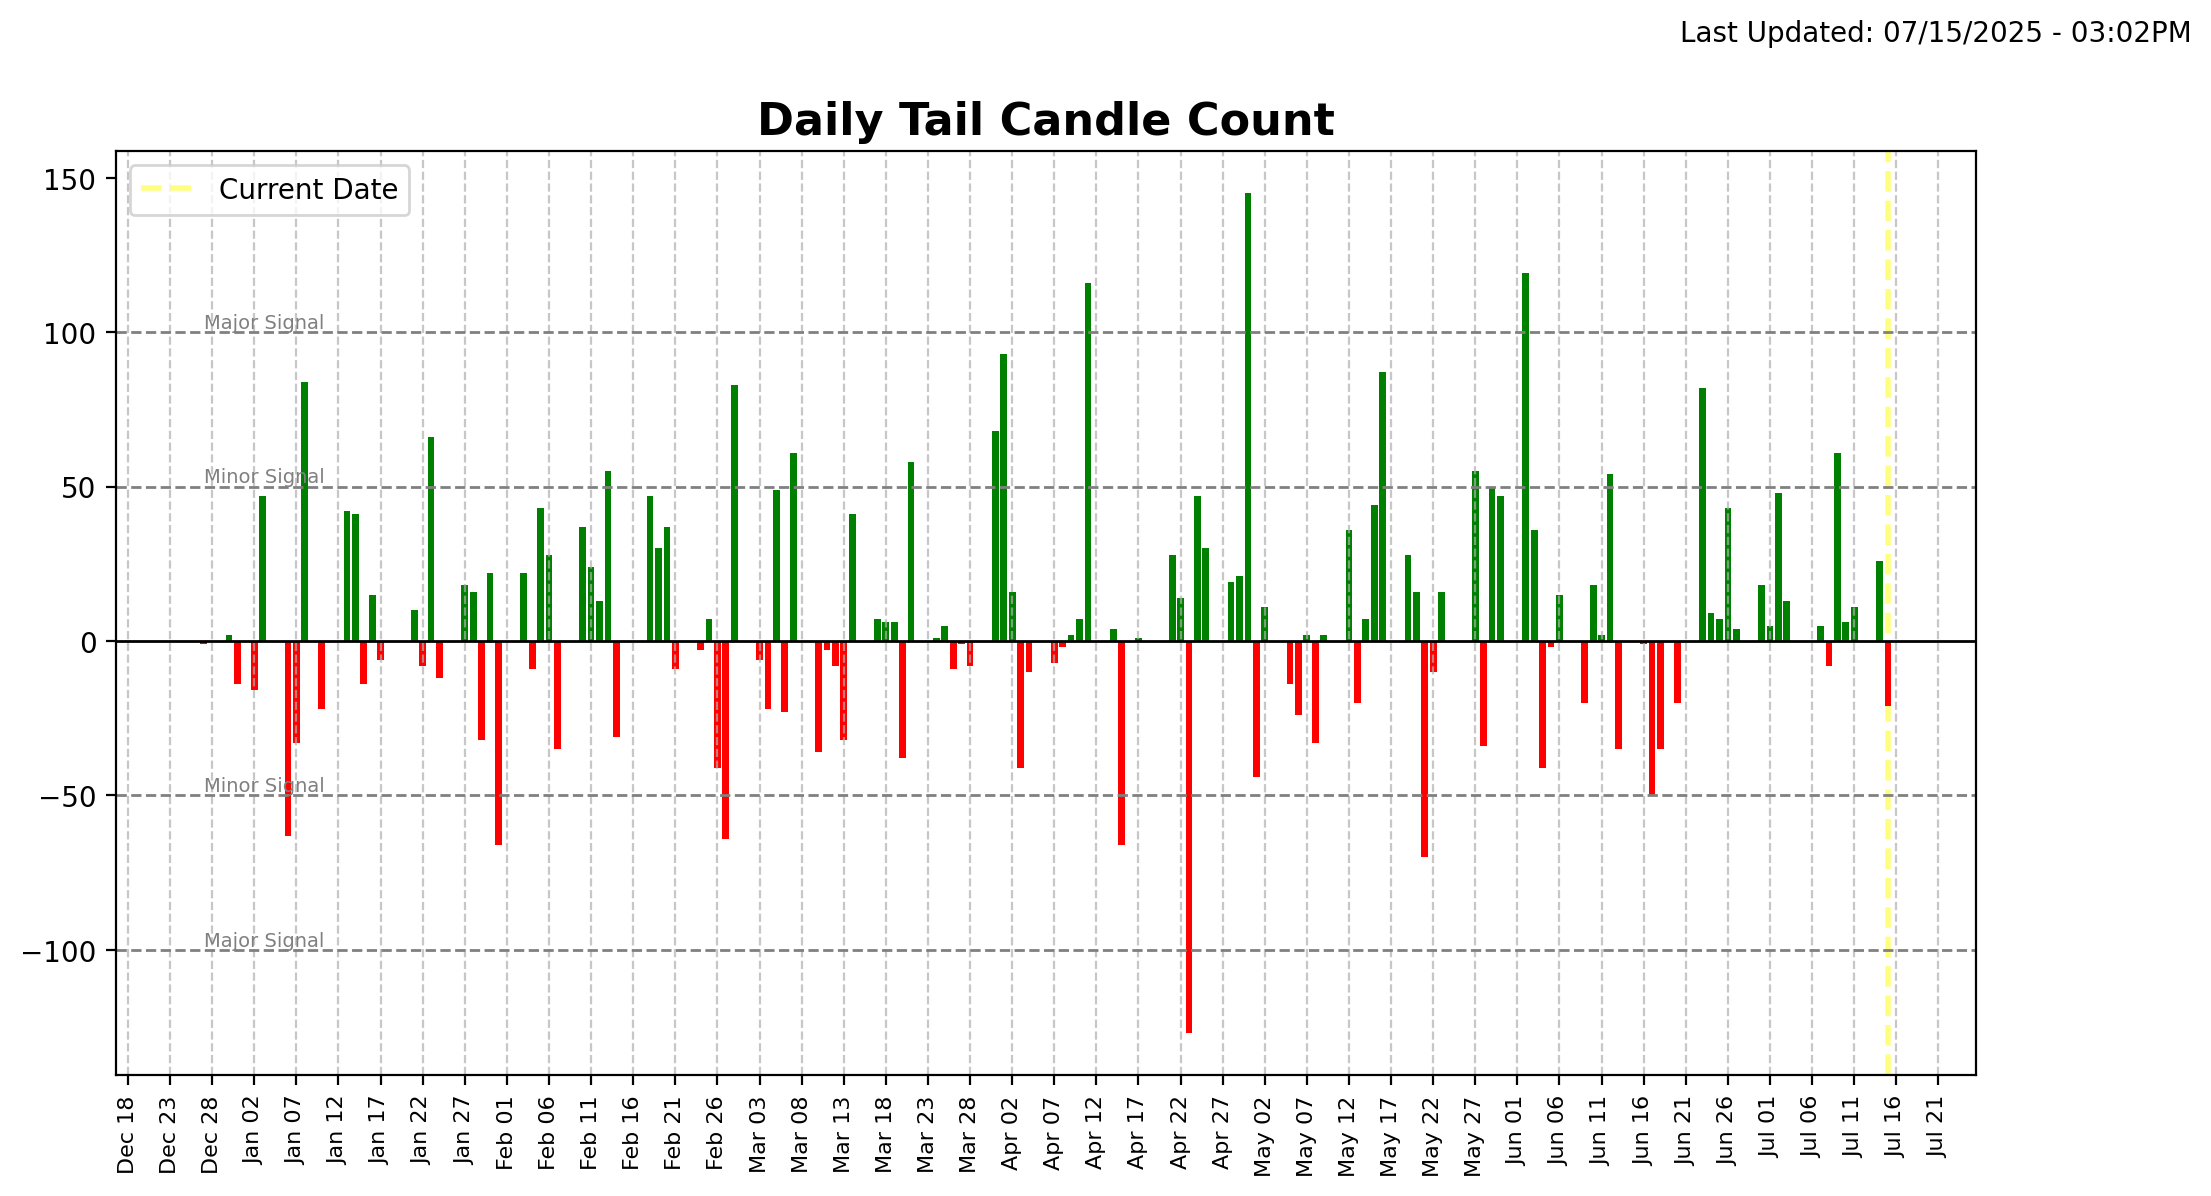 Last Updated: 07/15/2025 - 03:02PM
Daily Tail Candle Count
Current Date
150
Major Signal
100
Minor Signal
50
0
Minor Signal
−50
Major Signal
−100
Dec 18
Dec 23
Dec 28
Jan 02
Jan 07
Jan 12
Jan 17
Jan 22
Jan 27
Feb 01
Feb 06
Feb 11
Feb 16
Feb 21
Feb 26
Mar 03
Mar 08
Mar 13
Mar 18
Mar 23
Mar 28
Apr 02
Apr 07
Apr 12
Apr 17
Apr 22
Apr 27
May 02
May 07
May 12
May 17
May 22
May 27
Jun 01
Jun 06
Jun 11
Jun 16
Jun 21
Jun 26
Jul 01
Jul 06
Jul 11
Jul 16
Jul 21